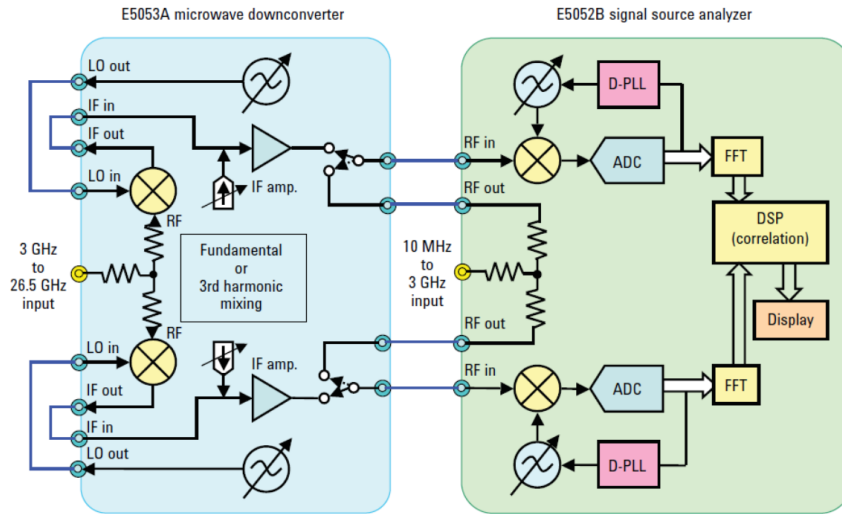 E5053A microwave downconverter
E5052B signal source analyzer
LO out
IF in
IF out
LO in
RF
IF amp.
3 GHz
to
26.5 GHz
input
Fundamental
or
3rd harmonic
mixing
RF
LO in
IF out
IF in
LO out
IF amp.
RF in
RF out
10 MHz
to
3 GHz
input
RF out
RF in
D-PLL
ADC
FFT
DSP
(correlation)
Display
ADC
FFT
D-PLL